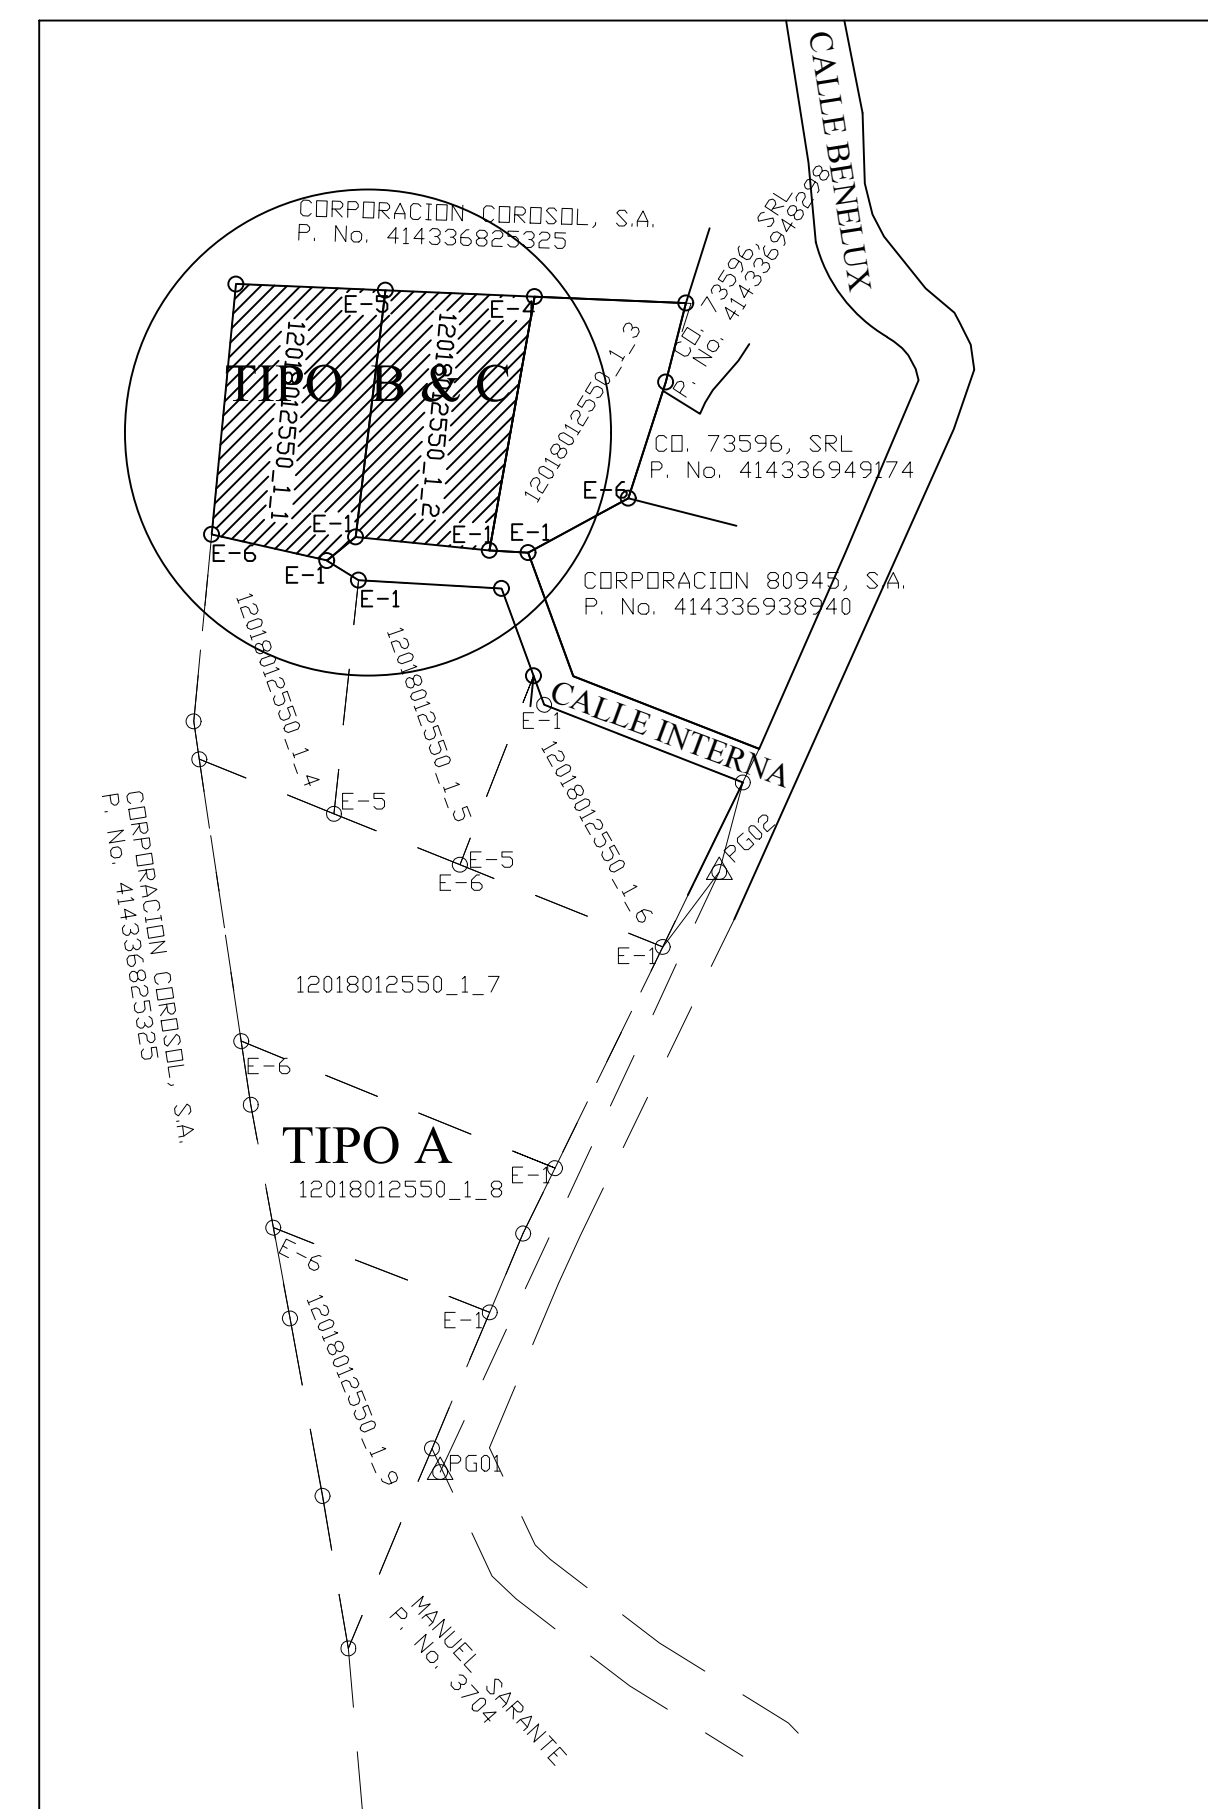 CALLE BENELUX
CORPORACION COROSOL, S.A.
P. No. 414336825325
CO. 73596, SRL
P. No. 414336948298
E-5
E-4
12018012550_1_1
12018012550_1_2
12018012550_1_3
TIPO B & C
CO. 73596, SRL
P. No. 414336949174
E-6
E-1
E-1
E-1
E-6
E-1
E-1
CORPORACION 80945, S.A.
P. No. 414336938940
12018012550_1_4
12018012550_1_5
E-1
CALLE INTERNA
12018012550_1_6
E-5
E-5
E-6
PG02
E-1
CORPORACION COROSOL, S.A.
P. No. 414336825325
12018012550_1_7
E-6
TIPO A
E-1
12018012550_1_8
E-6
E-1
12018012550_1_9
PG01
MANUEL SARANTE
P. No. 3704